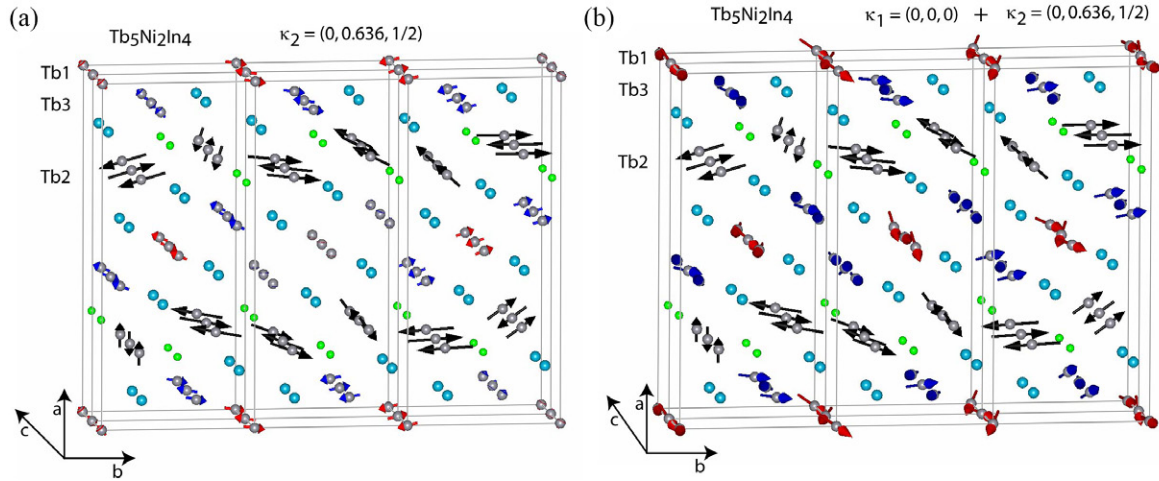 (a)
Tb5Ni2In4 κ2 = (0, 0.636, 1/2)
Tb1
Tb3
Tb2
a
c
b
(b)
Tb5Ni2In4 κ1 = (0, 0, 0) + κ2 = (0, 0.636, 1/2)
Tb1
Tb3
Tb2
a
c
b